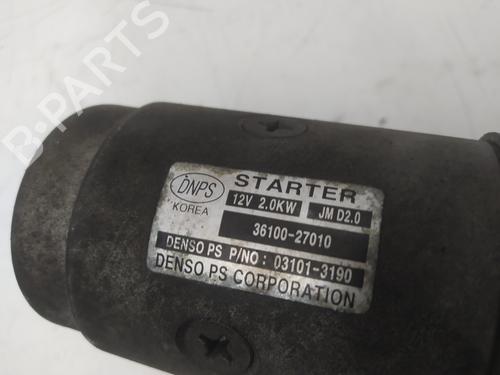 DNPS
KOREA
STARTER
12V 2.0KW JM D2.0
36100-27010
DENSO PS P/NO : 03101-3190
DENSO PS CORPORATION
B-PARTS